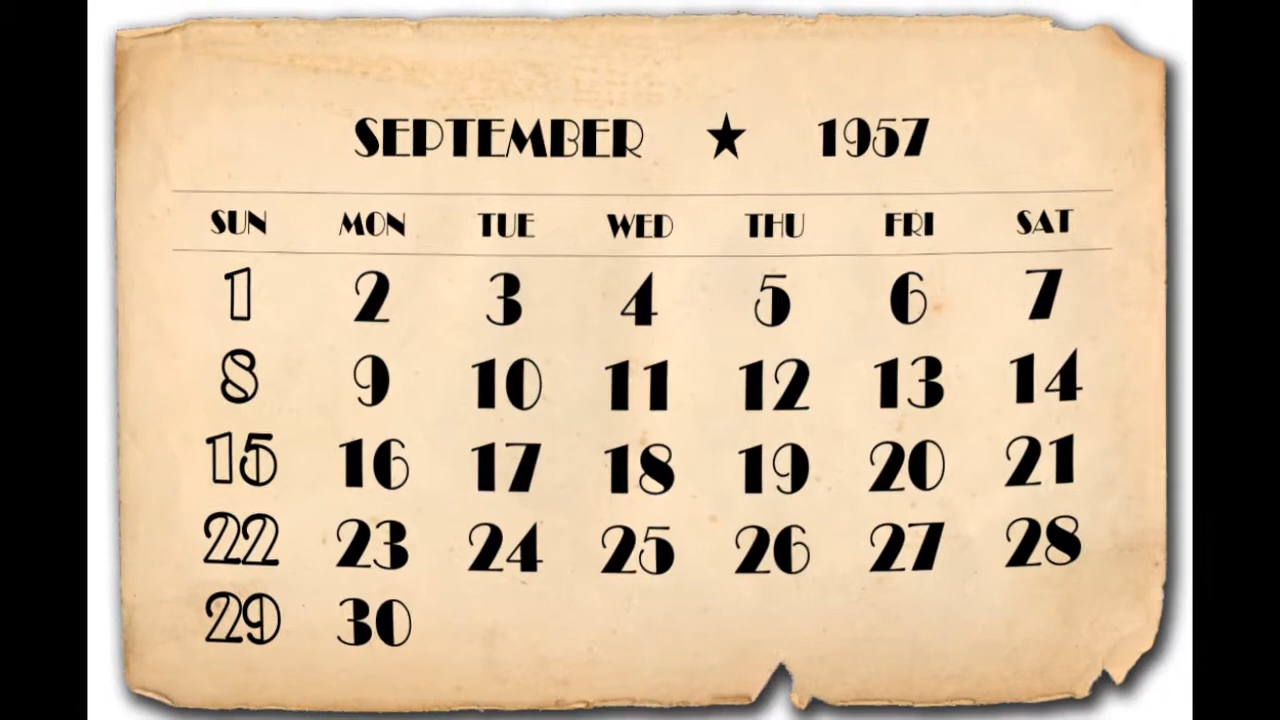 SEPTEMBER ★ 1957
SUN MON TUE WED THU FRI SAT
1 2 3 4 5 6 7
8 9 10 11 12 13 14
15 16 17 18 19 20 21
22 23 24 25 26 27 28
29 30